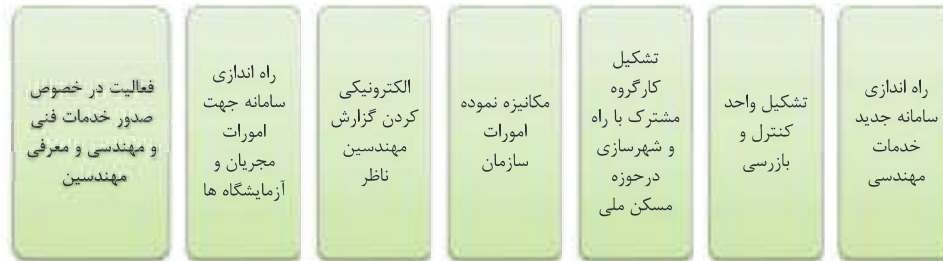 راه اندازی
سامانه جدید
خدمات
مهندسی
تشکیل واحد
کنترل و
بازرسی
تشکیل
کارگروه
مشترک با راه
و شهرسازی
درحوزه
مسکن ملی
مکانیزه نموده
امورات
سازمان
الکترونیکی
کردن گزارش
مهندسین
ناظر
راه اندازی
سامانه جهت
امورات
مجریان و
آزمایشگاه ها
فعالیت در خصوص
صدور خدمات فنی
و مهندسی و معرفی
مهندسین